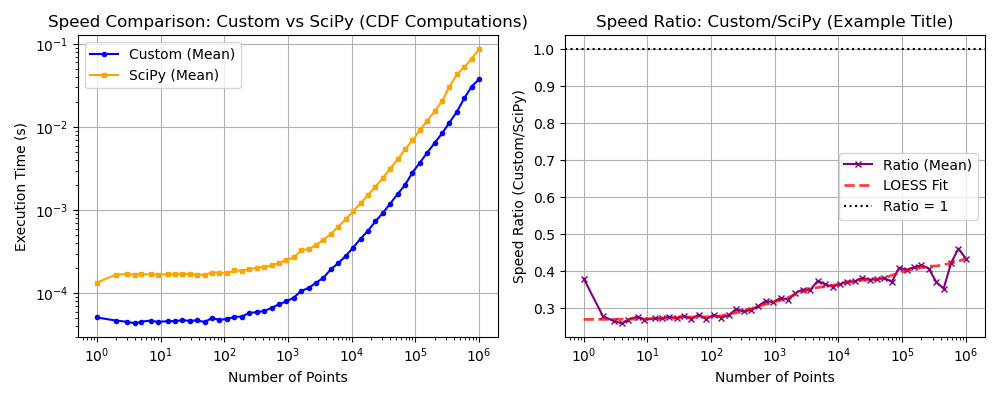 Speed Comparison: Custom vs SciPy (CDF Computations)
Custom (Mean)
SciPy (Mean)
Execution Time (s)
10⁻¹
10⁻²
10⁻³
10⁻⁴
10⁰ 10¹ 10² 10³ 10⁴ 10⁵ 10⁶
Number of Points
Speed Ratio: Custom/SciPy (Example Title)
Speed Ratio (Custom/SciPy)
1.0
0.9
0.8
0.7
0.6
0.5
0.4
0.3
Ratio (Mean)
LOESS Fit
Ratio = 1
10⁰ 10¹ 10² 10³ 10⁴ 10⁵ 10⁶
Number of Points